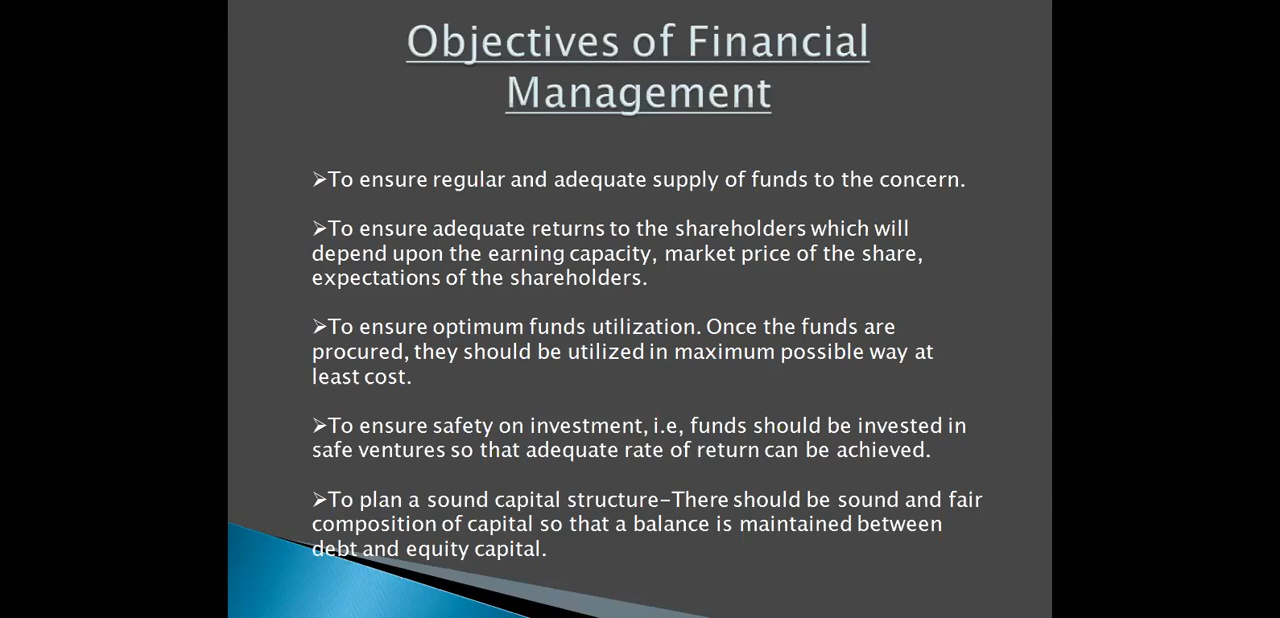 Objectives of Financial
Management
➢To ensure regular and adequate supply of funds to the concern.
➢To ensure adequate returns to the shareholders which will
depend upon the earning capacity, market price of the share,
expectations of the shareholders.
➢To ensure optimum funds utilization. Once the funds are
procured, they should be utilized in maximum possible way at
least cost.
➢To ensure safety on investment, i.e, funds should be invested in
safe ventures so that adequate rate of return can be achieved.
➢To plan a sound capital structure-There should be sound and fair
composition of capital so that a balance is maintained between
debt and equity capital.